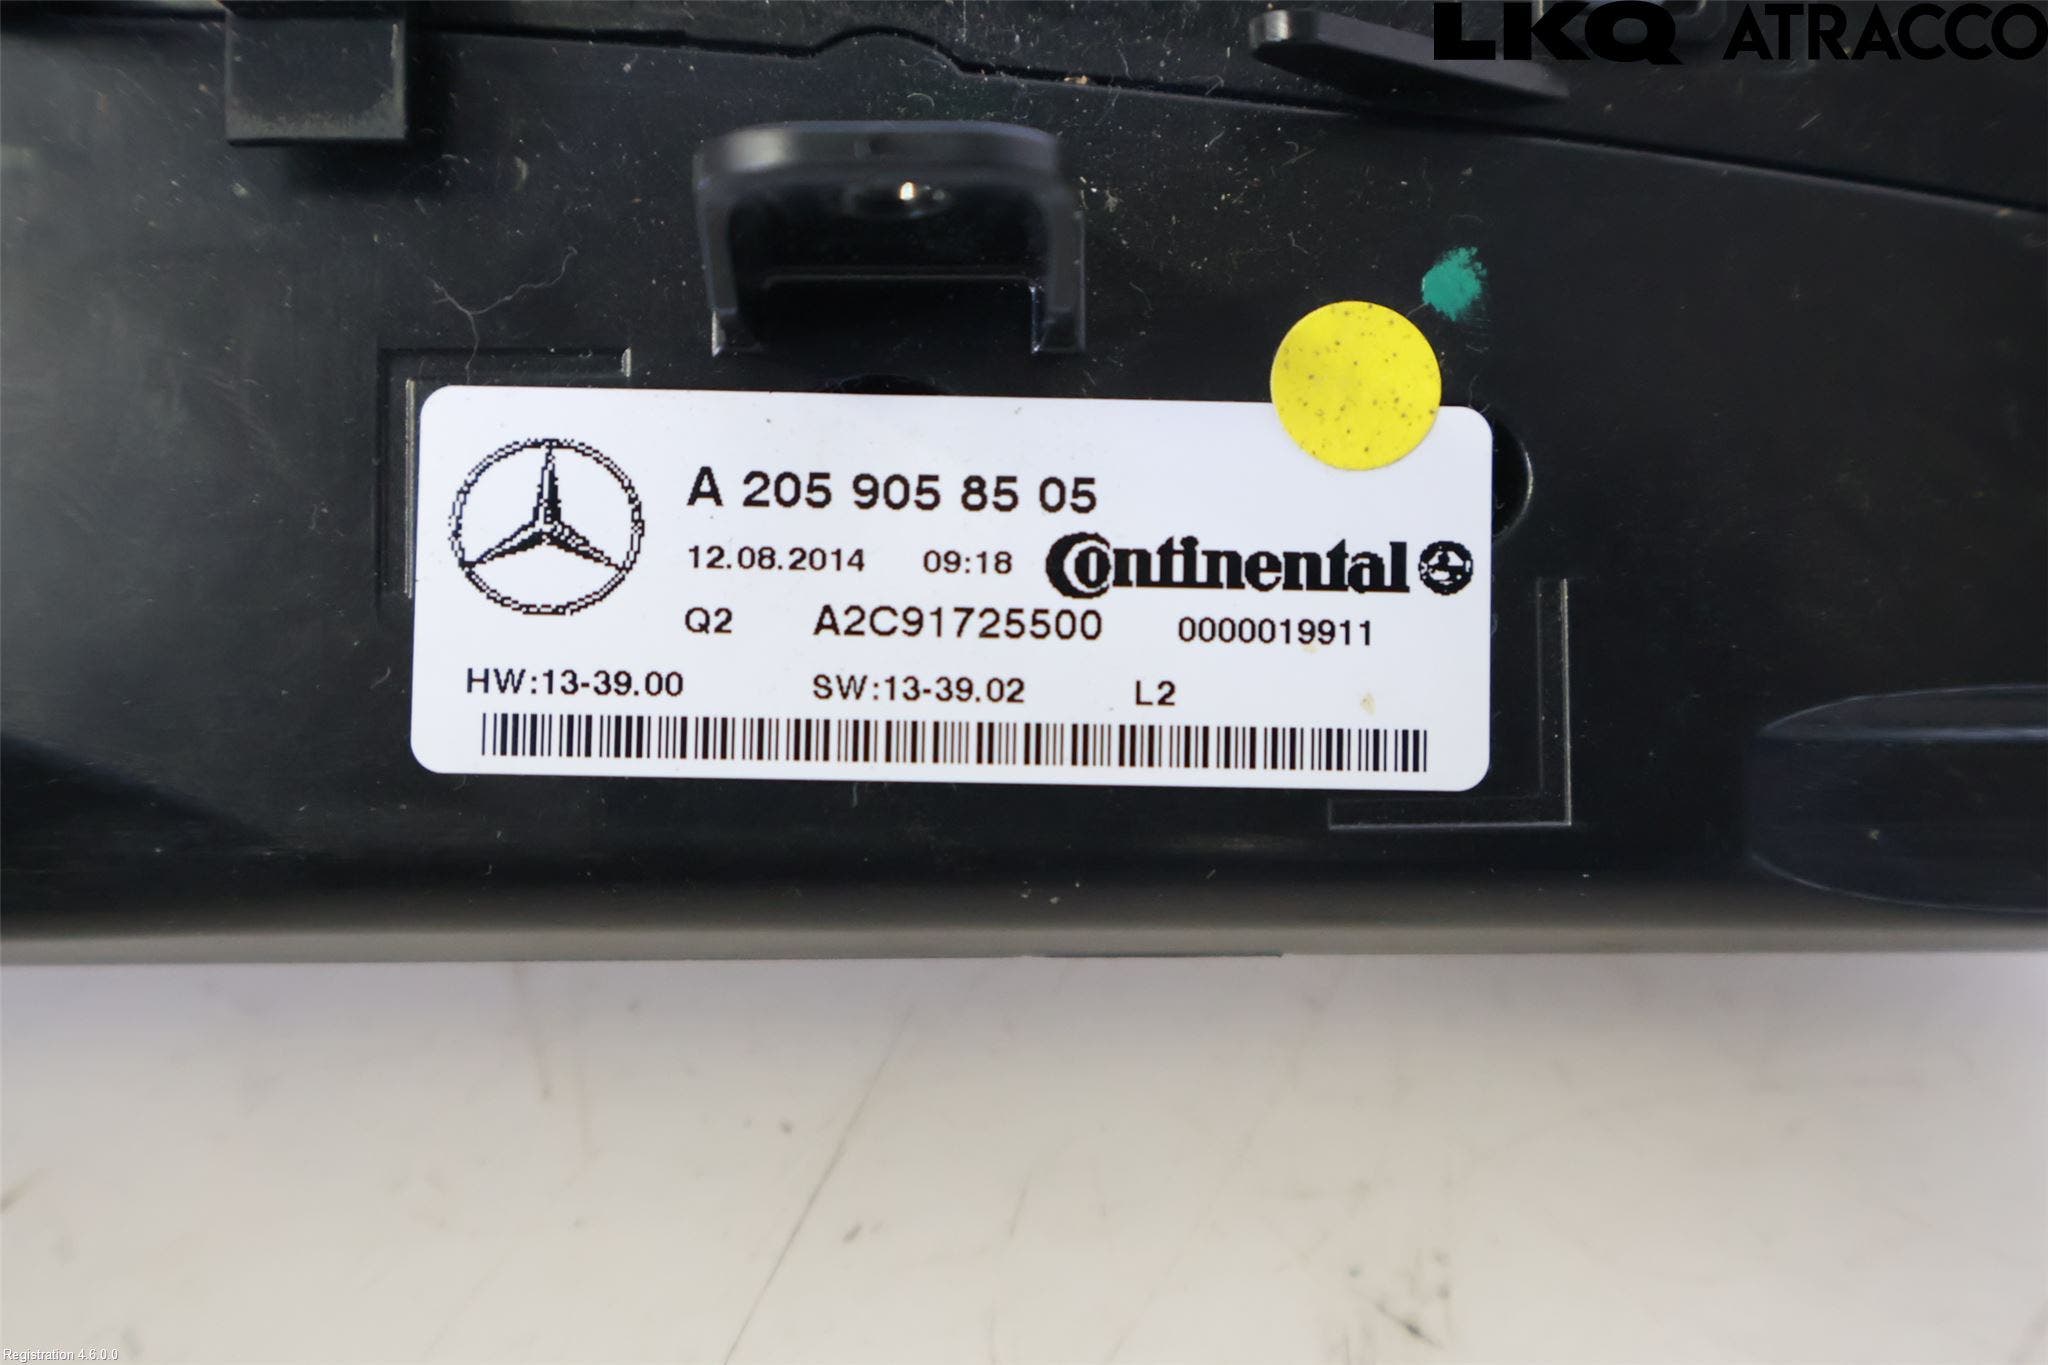 LKQ ATRACCO
A 205 905 85 05
12.08.2014 09:18 Continental
Q2 A2C91725500 0000019911
HW:13-39.00 SW:13-39.02 L2
Registration 4.6.0.0